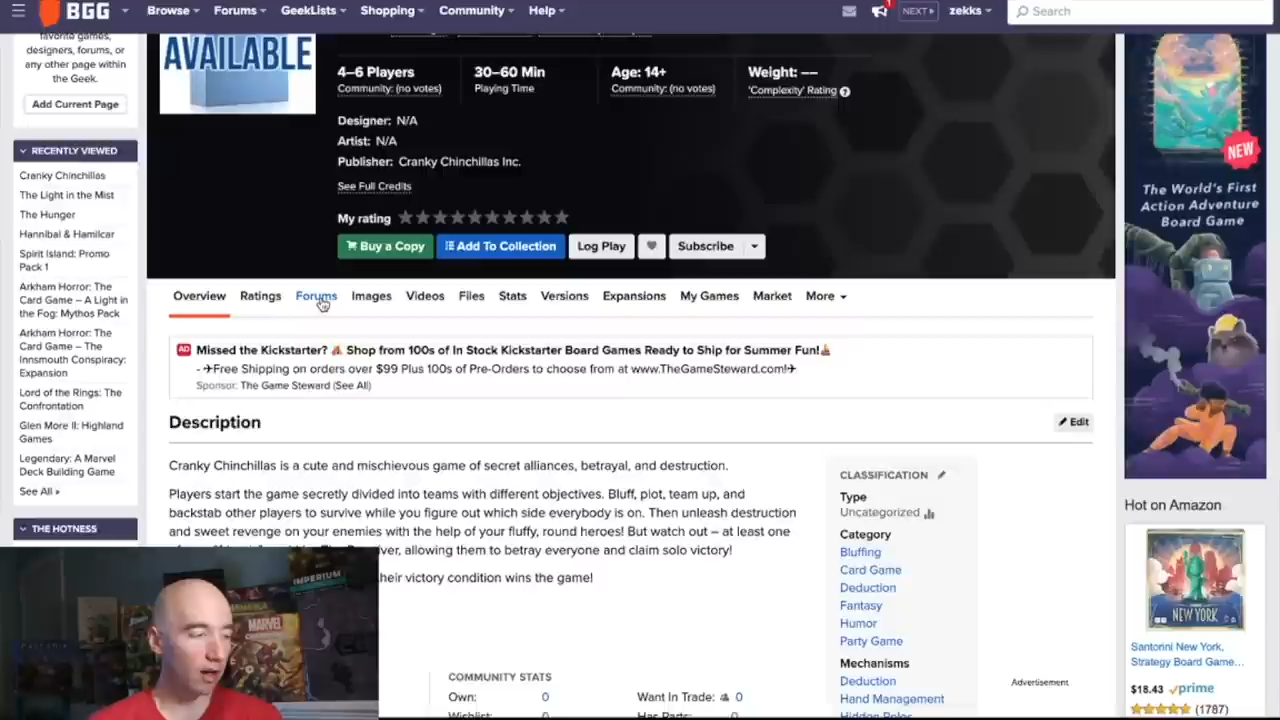 BGG
Browse
Forums
GeekLists
Shopping
Community
Help
NEXT
zekks
Search
favorite games,
designers, forums, or
any other page within
the Geek.
Add Current Page
RECENTLY VIEWED
Cranky Chinchillas
The Light in the Mist
The Hunger
Hannibal & Hamilcar
Spirit Island: Promo
Pack 1
Arkham Horror: The
Card Game – A Light in
the Fog: Mythos Pack
Arkham Horror: The
Card Game – The
Innsmouth Conspiracy:
Expansion
Lord of the Rings: The
Confrontation
Glen More II: Highland
Games
Legendary: A Marvel
Deck Building Game
See All »
THE HOTNESS
AVAILABLE
4–6 Players
Community: (no votes)
30–60 Min
Playing Time
Age: 14+
Community: (no votes)
Weight: ––
'Complexity' Rating ?
Designer: N/A
Artist: N/A
Publisher: Cranky Chinchillas Inc.
See Full Credits
My rating
Buy a Copy
Add To Collection
Log Play
Subscribe
Overview
Ratings
Forums
Images
Videos
Files
Stats
Versions
Expansions
My Games
Market
More
AD Missed the Kickstarter? Shop from 100s of In Stock Kickstarter Board Games Ready to Ship for Summer Fun!
- ✈Free Shipping on orders over $99 Plus 100s of Pre-Orders to choose from at www.TheGameSteward.com!✈
Sponsor: The Game Steward (See All)
Description
Edit
Cranky Chinchillas is a cute and mischievous game of secret alliances, betrayal, and destruction.
Players start the game secretly divided into teams with different objectives. Bluff, plot, team up, and
backstab other players to survive while you figure out which side everybody is on. Then unleash destruction
and sweet revenge on your enemies with the help of your fluffy, round heroes! But watch out – at least one
allowing them to betray everyone and claim solo victory!
their victory condition wins the game!
CLASSIFICATION
Type
Uncategorized
Category
Bluffing
Card Game
Deduction
Fantasy
Humor
Party Game
Mechanisms
Deduction
Hand Management
Hidden Roles
COMMUNITY STATS
Own: 0
Want In Trade: 0
Wishlist: 0
Has Parts: 0
Advertisement
NEW
The World's First
Action Adventure
Board Game
Hot on Amazon
NEW YORK
Santorini New York,
Strategy Board Game...
$18.43 prime
(1787)
IMPERIUM
MARVEL